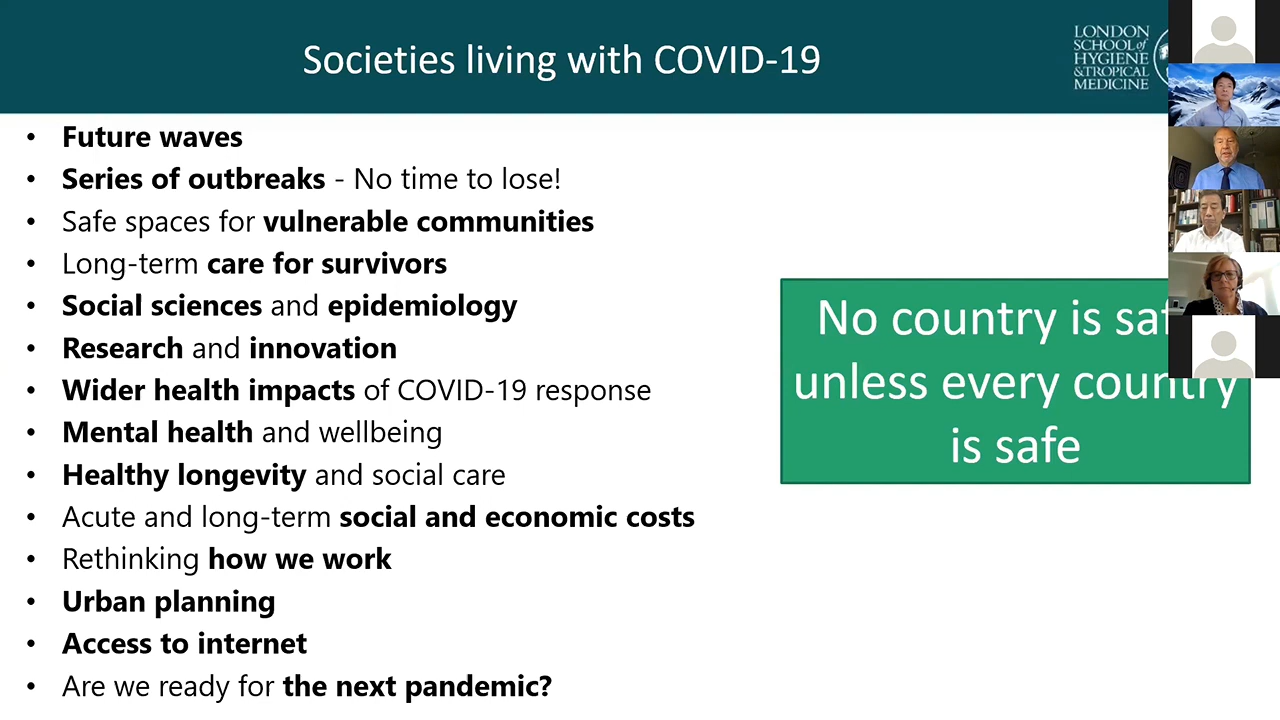 Societies living with COVID-19
LONDON
SCHOOL of
HYGIENE
& TROPICAL
MEDICINE
• Future waves
• Series of outbreaks - No time to lose!
• Safe spaces for vulnerable communities
• Long-term care for survivors
• Social sciences and epidemiology
• Research and innovation
• Wider health impacts of COVID-19 response
• Mental health and wellbeing
• Healthy longevity and social care
• Acute and long-term social and economic costs
• Rethinking how we work
• Urban planning
• Access to internet
• Are we ready for the next pandemic?
No country is
unless every country
is safe